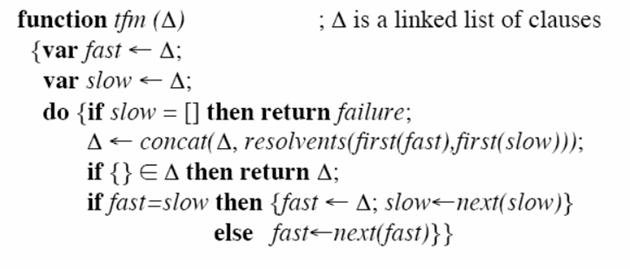 function tfm (Δ) ; Δ is a linked list of clauses
{var fast ← Δ;
var slow ← Δ;
do {if slow = [] then return failure;
Δ ← concat(Δ, resolvents(first(fast),first(slow)));
if {} ∈ Δ then return Δ;
if fast=slow then {fast ← Δ; slow←next(slow)}
else fast←next(fast)}}